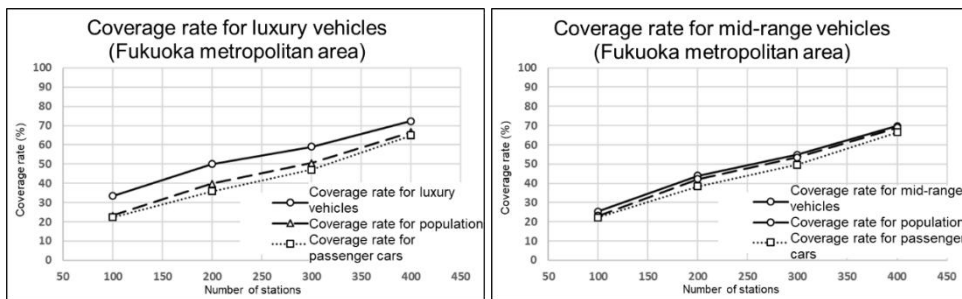 Coverage rate for luxury vehicles
(Fukuoka metropolitan area)
100
90
80
70
60
50
40
30
20
10
0
Coverage rate (%)
50 100 150 200 250 300 350 400 450
Number of stations
Coverage rate for luxury
vehicles
Coverage rate for population
Coverage rate for
passenger cars
Coverage rate for mid-range vehicles
(Fukuoka metropolitan area)
100
90
80
70
60
50
40
30
20
10
0
Coverage rate (%)
50 100 150 200 250 300 350 400 450
Number of stations
Coverage rate for mid-range
vehicles
Coverage rate for population
Coverage rate for passenger
cars